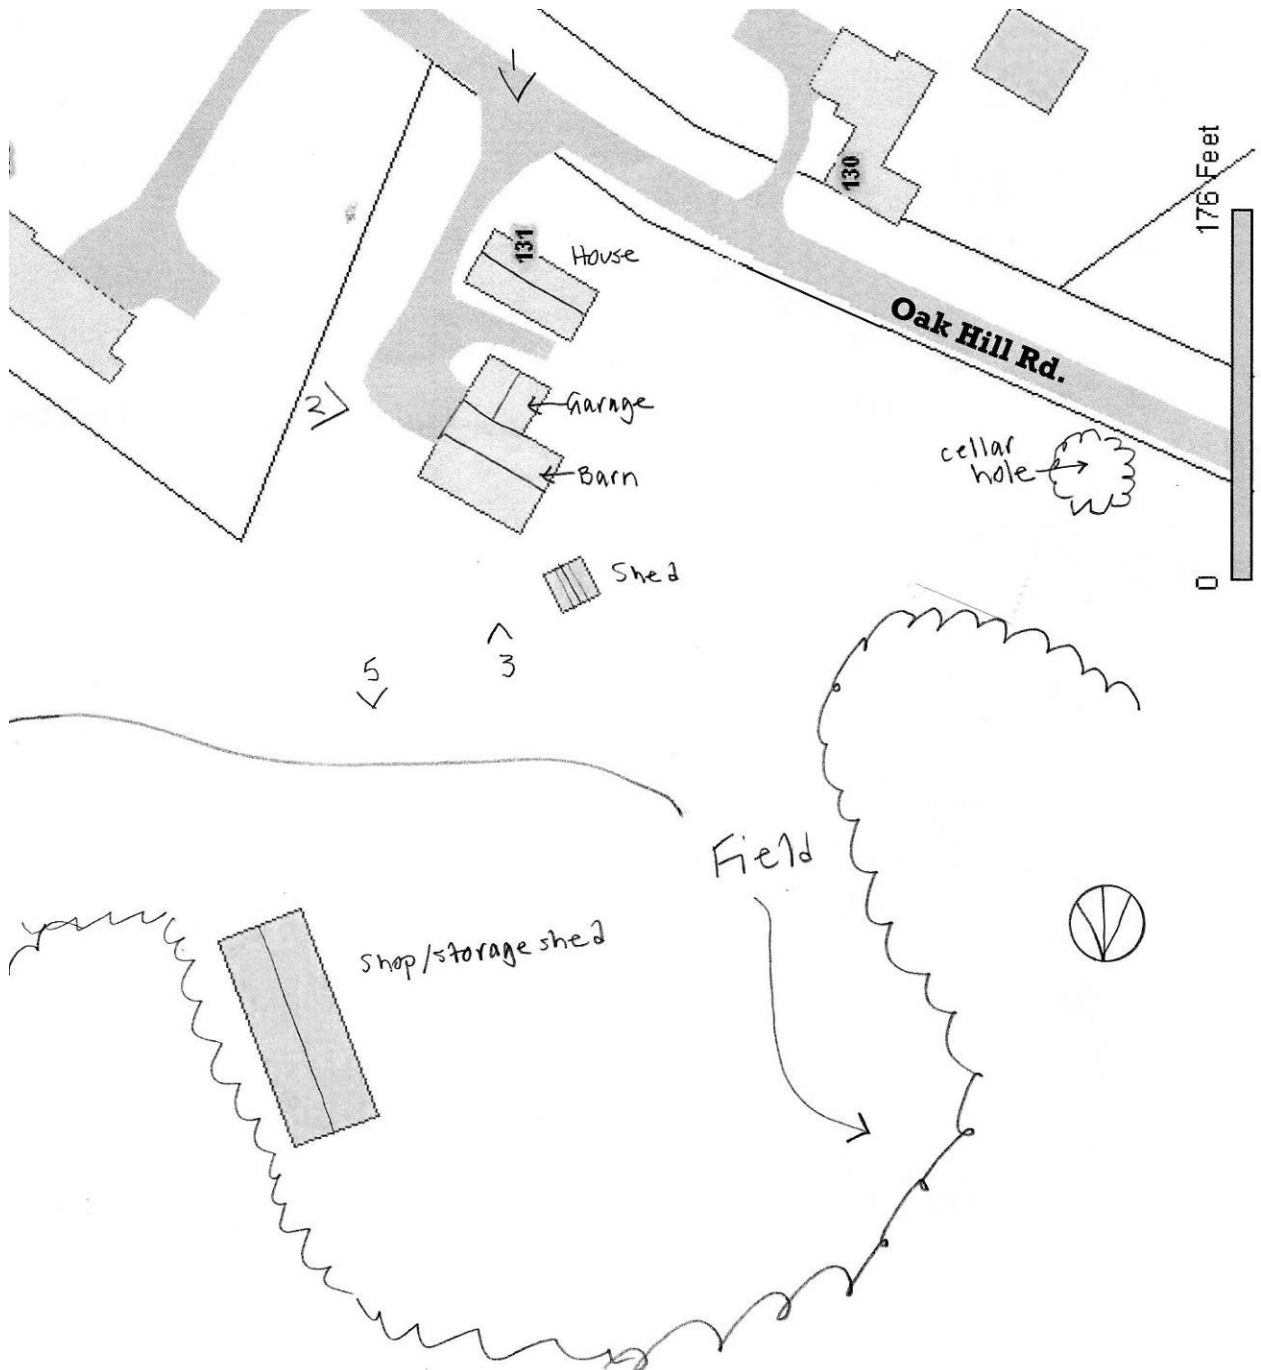 1
130
176 Feet
131
House
Oak Hill Rd.
2
Garage
cellar
hole
Barn
0
Shed
3
5
Field
shop/storage shed